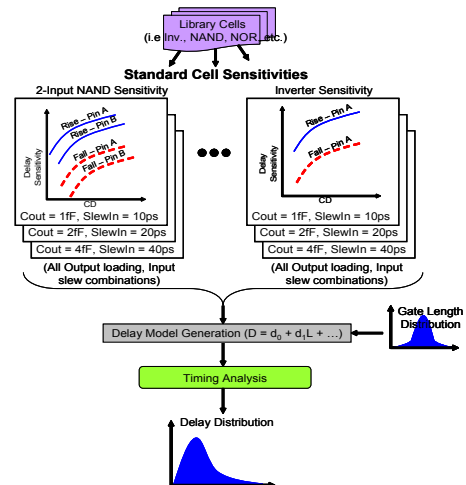 Library Cells
(i.e Inv., NAND, NOR, etc.)
Standard Cell Sensitivities
2-Input NAND Sensitivity
Rise – Pin A
Rise – Pin B
Fall – Pin A
Fall – Pin B
Delay
Sensitivity
CD
Cout = 1fF, SlewIn = 10ps
Cout = 2fF, SlewIn = 20ps
Cout = 4fF, SlewIn = 40ps
(All Output loading, Input
slew combinations)
Inverter Sensitivity
Rise – Pin A
Fall – Pin A
Delay
Sensitivity
CD
Cout = 1fF, SlewIn = 10ps
Cout = 2fF, SlewIn = 20ps
Cout = 4fF, SlewIn = 40ps
(All Output loading, Input
slew combinations)
Gate Length
Distribution
Delay Model Generation (D = d0 + d1L + …)
Timing Analysis
Delay Distribution